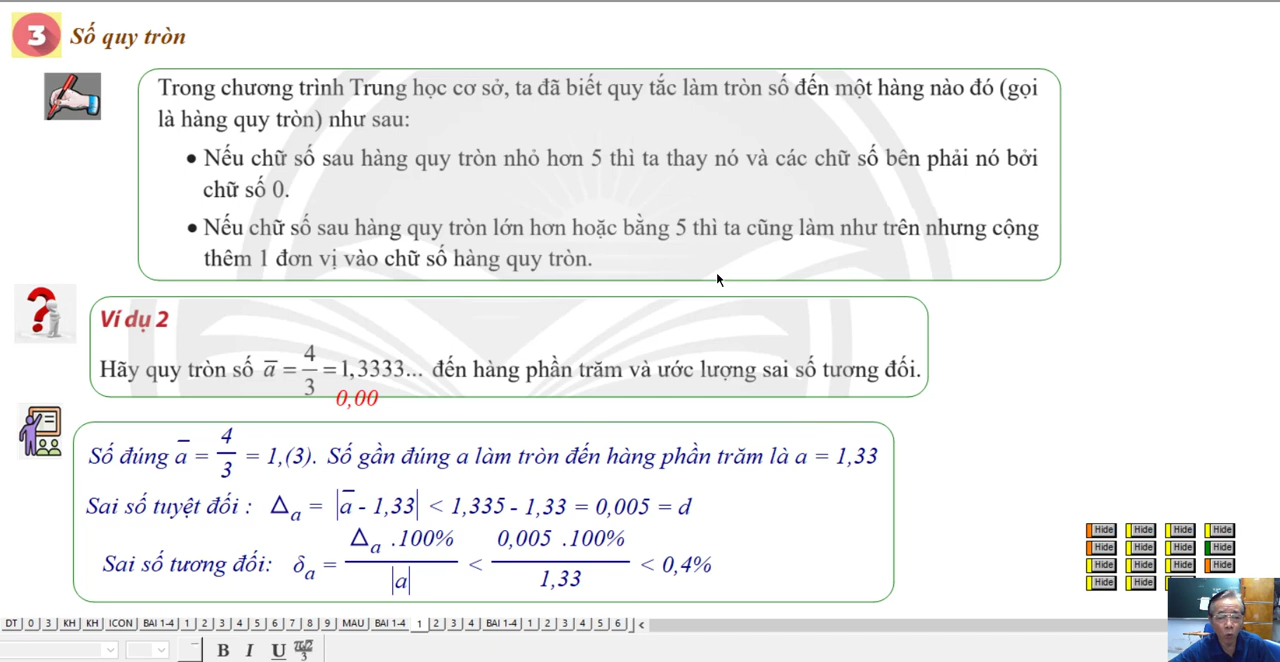 3 Số quy tròn
Trong chương trình Trung học cơ sở, ta đã biết quy tắc làm tròn số đến một hàng nào đó (gọi
là hàng quy tròn) như sau:
• Nếu chữ số sau hàng quy tròn nhỏ hơn 5 thì ta thay nó và các chữ số bên phải nó bởi
chữ số 0.
• Nếu chữ số sau hàng quy tròn lớn hơn hoặc bằng 5 thì ta cũng làm như trên nhưng cộng
thêm 1 đơn vị vào chữ số hàng quy tròn.
Ví dụ 2
Hãy quy tròn số a̅ = 4/3 = 1,3333... đến hàng phần trăm và ước lượng sai số tương đối.
0,00
Số đúng a̅ = 4/3 = 1,(3). Số gần đúng a làm tròn đến hàng phần trăm là a = 1,33
Sai số tuyệt đối : Δa = |a̅ - 1,33| < 1,335 - 1,33 = 0,005 = d
Sai số tương đối: δa = Δa .100% / |a| < 0,005 .100% / 1,33 < 0,4%
Hide Hide Hide Hide
Hide Hide Hide Hide
Hide Hide Hide Hide
Hide Hide
DT 0 3 KH KH ICON BAI 1-4 1 2 3 4 5 6 7 8 9 MAU BAI 1-4 1 2 3 4 BAI 1-4 1 2 3 4 5 6 <
B I U